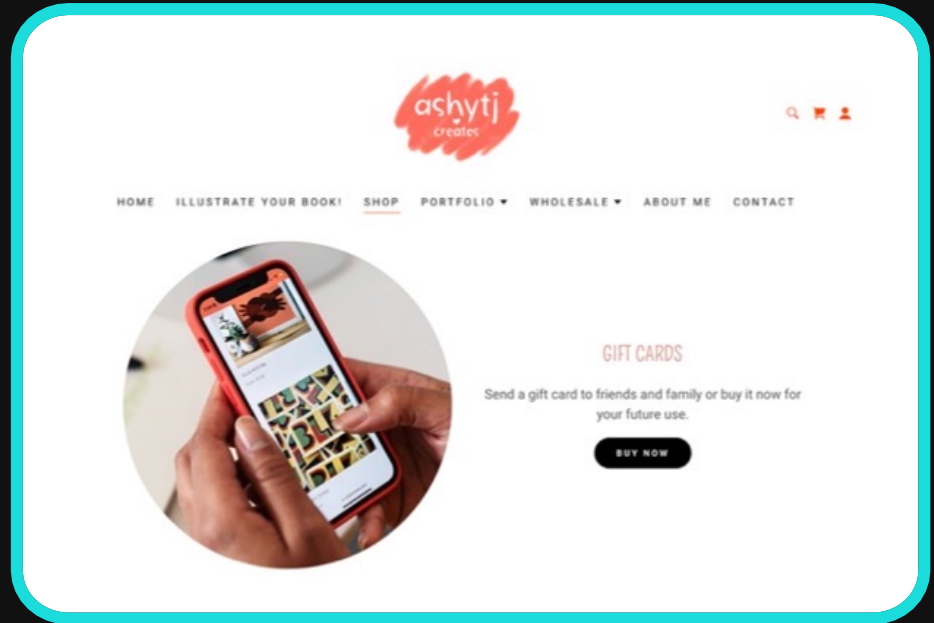 ashytj
creates
HOME ILLUSTRATE YOUR BOOK! SHOP PORTFOLIO WHOLESALE ABOUT ME CONTACT
GIFT CARDS
Send a gift card to friends and family or buy it now for
your future use.
BUY NOW